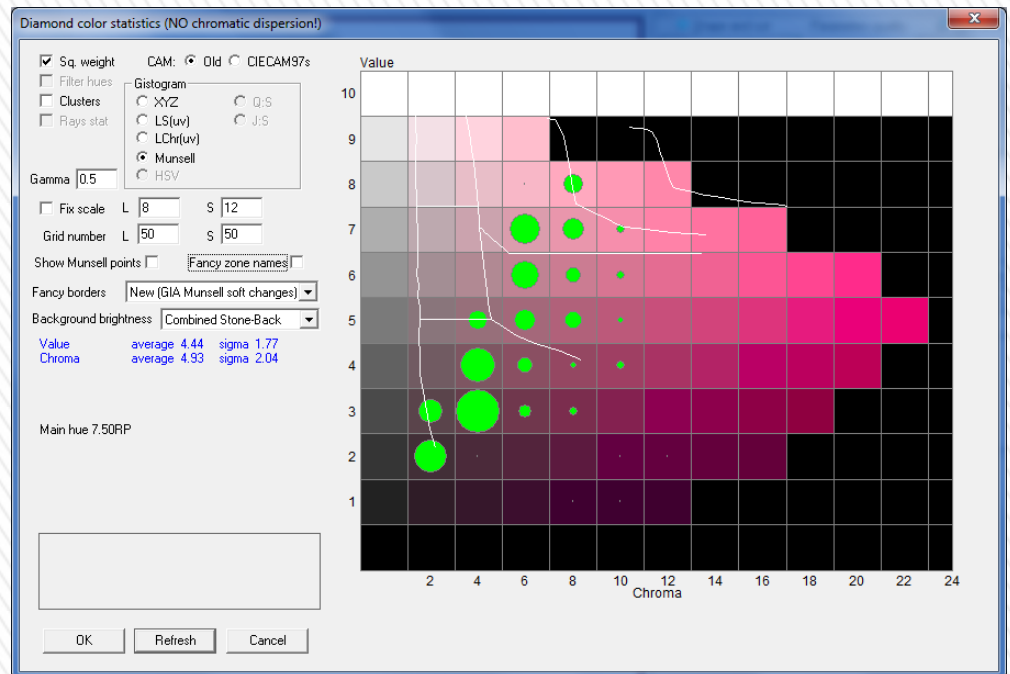 Diamond color statistics (NO chromatic dispersion!)
Sq. weight CAM: Old CIECAM97s
Filter hues Gistogram
Clusters XYZ Q:S
Rays stat LS(uv) J:S
LChr(uv)
Munsell
Gamma 0.5 HSV
Fix scale L 8 S 12
Grid number L 50 S 50
Show Munsell points Fancy zone names
Fancy borders New (GIA Munsell soft changes)
Background brightness Combined Stone-Back
Value average 4.44 sigma 1.77
Chroma average 4.93 sigma 2.04
Main hue 7.50RP
OK Refresh Cancel
Value
10
9
8
7
6
5
4
3
2
1
2 4 6 8 10 12 14 16 18 20 22 24
Chroma